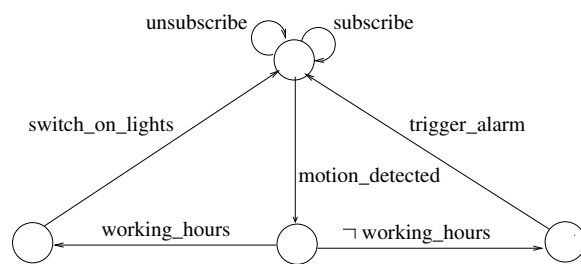 unsubscribe
subscribe
switch_on_lights
trigger_alarm
motion_detected
working_hours
¬ working_hours